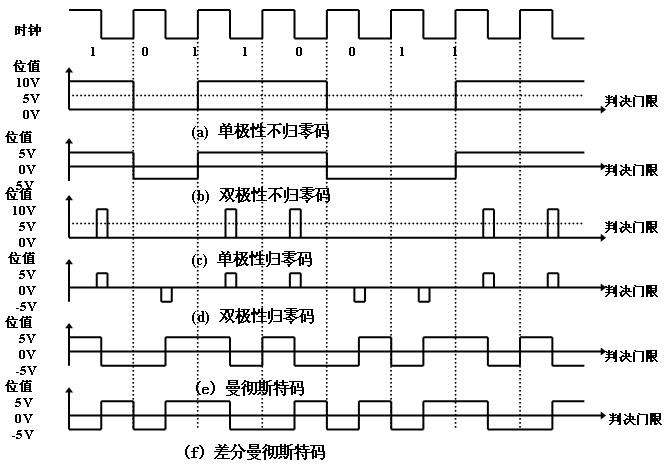 时钟
1 0 1 1 0 0 1 1
位值
10V
5V
0V
判决门限
(a) 单极性不归零码
位值
5V
0V
5V
判决门限
(b) 双极性不归零码
位值
10V
5V
0V
判决门限
(c) 单极性归零码
位值
5V
0V
-5V
判决门限
(d) 双极性归零码
位值
5V
0V
-5V
判决门限
(e) 曼彻斯特码
位值
5V
0V
-5V
判决门限
(f) 差分曼彻斯特码